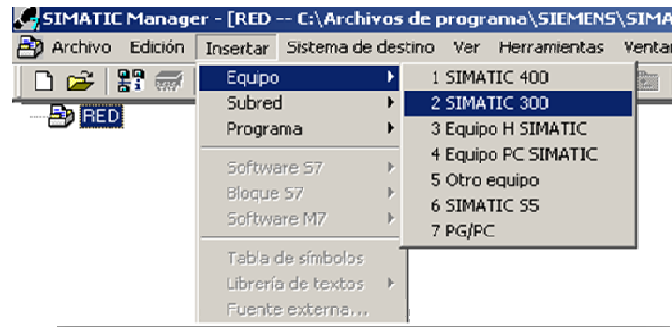 SIMATIC Manager - [RED -- C:\Archivos de programa\SIEMENS\SIMA
Archivo Edición Insertar Sistema de destino Ver Herramientas Ventan
Equipo
Subred
Programa
Software S7
Bloque S7
Software M7
Tabla de símbolos
Librería de textos
Fuente externa...
1 SIMATIC 400
2 SIMATIC 300
3 Equipo H SIMATIC
4 Equipo PC SIMATIC
5 Otro equipo
6 SIMATIC S5
7 PG/PC
RED